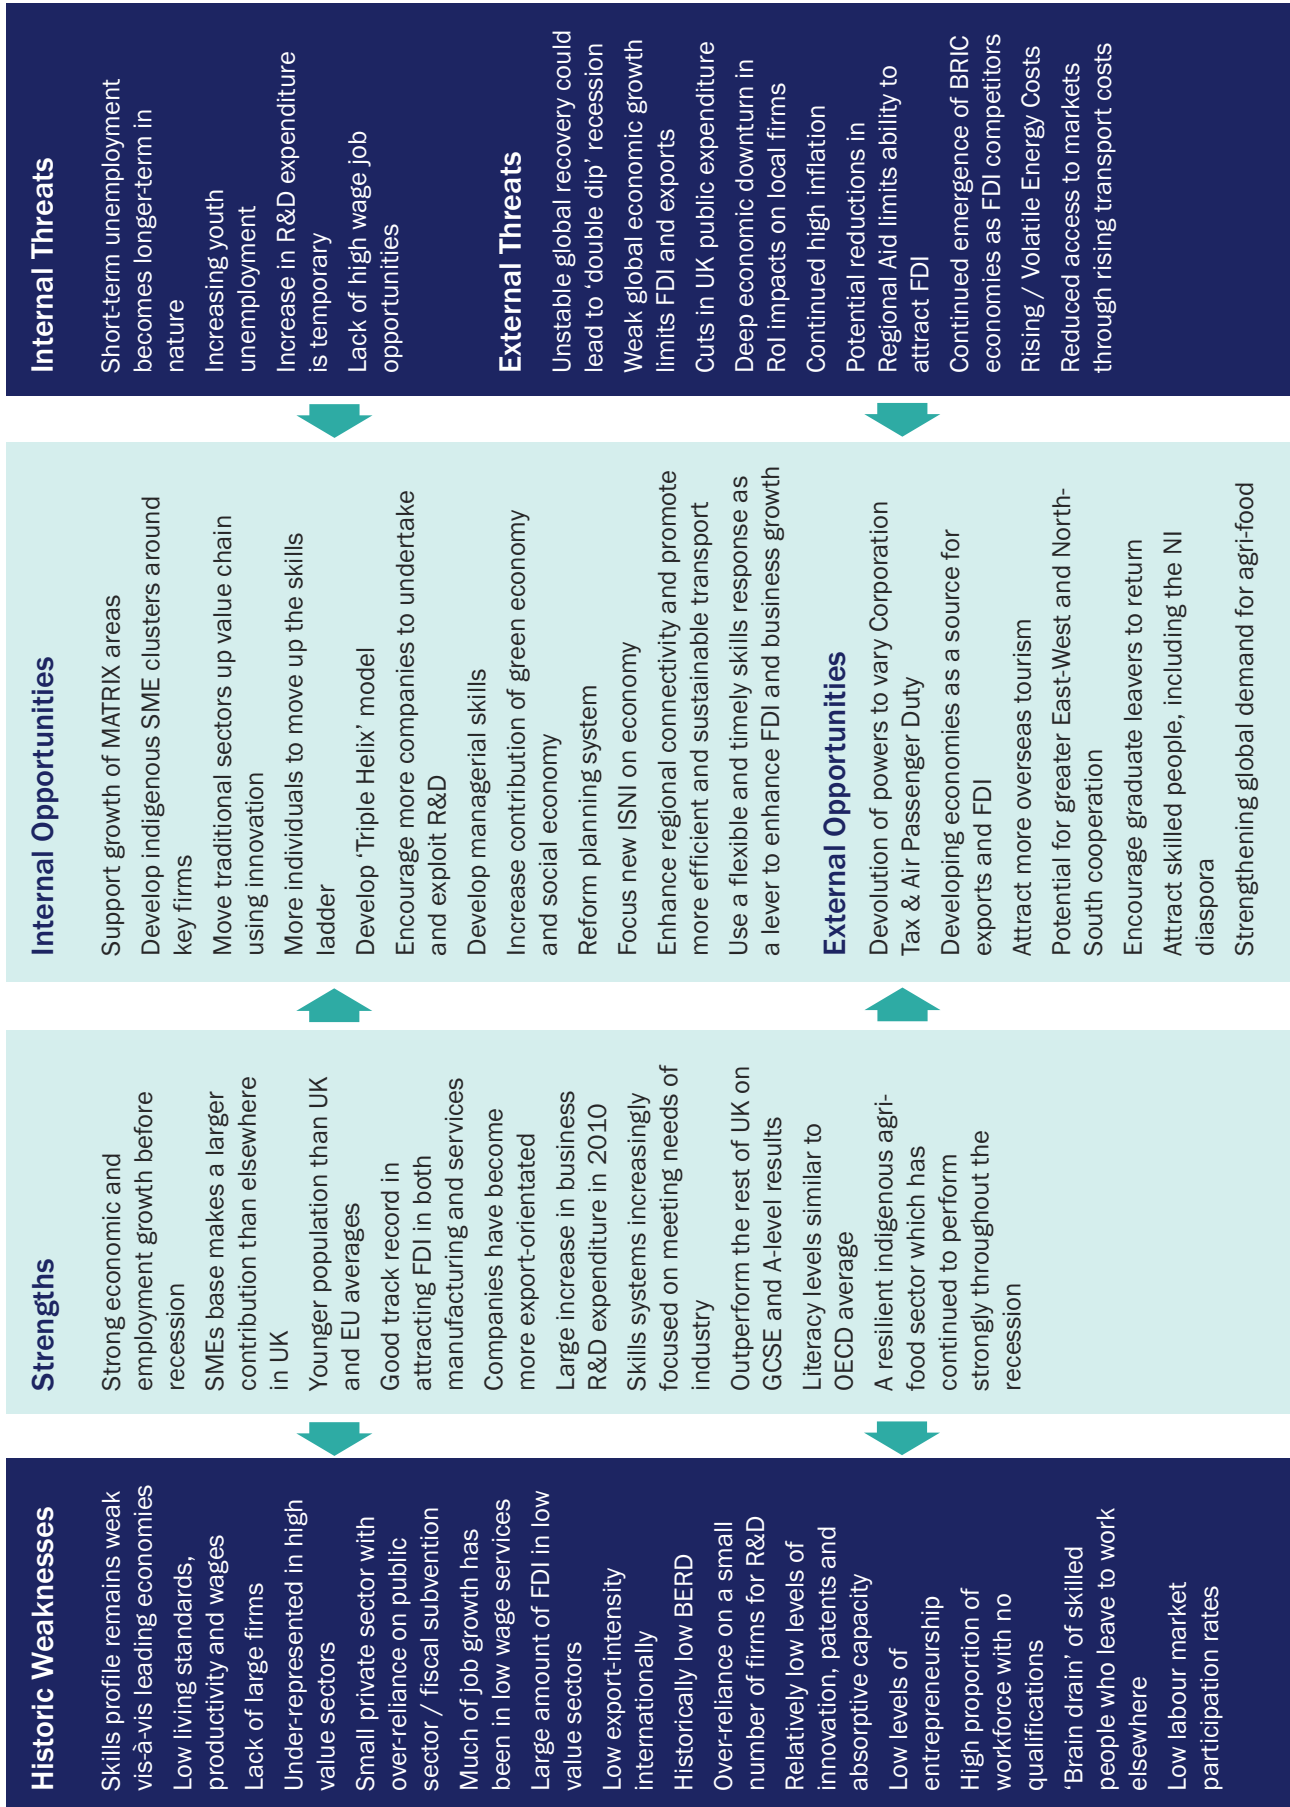 Historic Weaknesses
Skills profile remains weak
vis-à-vis leading economies
Low living standards,
productivity and wages
Lack of large firms
Under-represented in high
value sectors
Small private sector with
over-reliance on public
sector / fiscal subvention
Much of job growth has
been in low wage services
Large amount of FDI in low
value sectors
Low export-intensity
internationally
Historically low BERD
Over-reliance on a small
number of firms for R&D
Relatively low levels of
innovation, patents and
absorptive capacity
Low levels of
entrepreneurship
High proportion of
workforce with no
qualifications
‘Brain drain’ of skilled
people who leave to work
elsewhere
Low labour market
participation rates
Strengths
Strong economic and
employment growth before
recession
SMEs base makes a larger
contribution than elsewhere
in UK
Younger population than UK
and EU averages
Good track record in
attracting FDI in both
manufacturing and services
Companies have become
more export-orientated
Large increase in business
R&D expenditure in 2010
Skills systems increasingly
focused on meeting needs of
industry
Outperform the rest of UK on
GCSE and A-level results
Literacy levels similar to
OECD average
A resilient indigenous agri-
food sector which has
continued to perform
strongly throughout the
recession
Internal Opportunities
Support growth of MATRIX areas
Develop indigenous SME clusters around
key firms
Move traditional sectors up value chain
using innovation
More individuals to move up the skills
ladder
Develop ‘Triple Helix’ model
Encourage more companies to undertake
and exploit R&D
Develop managerial skills
Increase contribution of green economy
and social economy
Reform planning system
Focus new ISNI on economy
Enhance regional connectivity and promote
more efficient and sustainable transport
Use a flexible and timely skills response as
a lever to enhance FDI and business growth
External Opportunities
Devolution of powers to vary Corporation
Tax & Air Passenger Duty
Developing economies as a source for
exports and FDI
Attract more overseas tourism
Potential for greater East-West and North-
South cooperation
Encourage graduate leavers to return
Attract skilled people, including the NI
diaspora
Strengthening global demand for agri-food
Internal Threats
Short-term unemployment
becomes longer-term in
nature
Increasing youth
unemployment
Increase in R&D expenditure
is temporary
Lack of high wage job
opportunities
External Threats
Unstable global recovery could
lead to ‘double dip’ recession
Weak global economic growth
limits FDI and exports
Cuts in UK public expenditure
Deep economic downturn in
RoI impacts on local firms
Continued high inflation
Potential reductions in
Regional Aid limits ability to
attract FDI
Continued emergence of BRIC
economies as FDI competitors
Rising / Volatile Energy Costs
Reduced access to markets
through rising transport costs